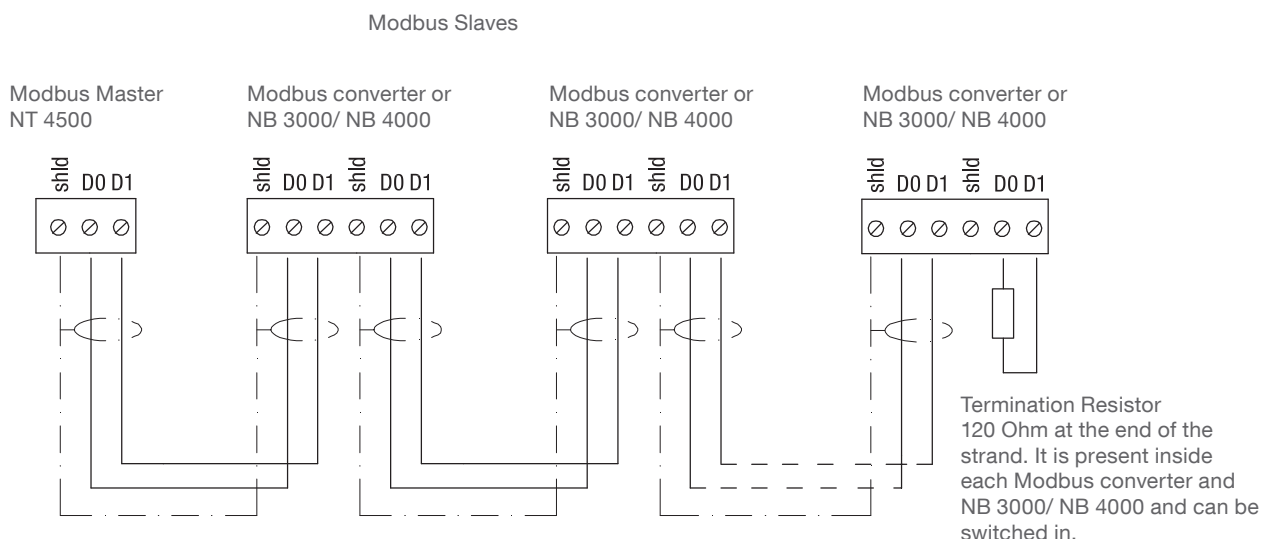 Modbus Slaves
Modbus Master
NT 4500
Modbus converter or
NB 3000/ NB 4000
Modbus converter or
NB 3000/ NB 4000
Modbus converter or
NB 3000/ NB 4000
shld D0 D1
shld D0 D1 shld D0 D1
shld D0 D1 shld D0 D1
shld D0 D1 shld D0 D1
Termination Resistor
120 Ohm at the end of the
strand. It is present inside
each Modbus converter and
NB 3000/ NB 4000 and can be
switched in.